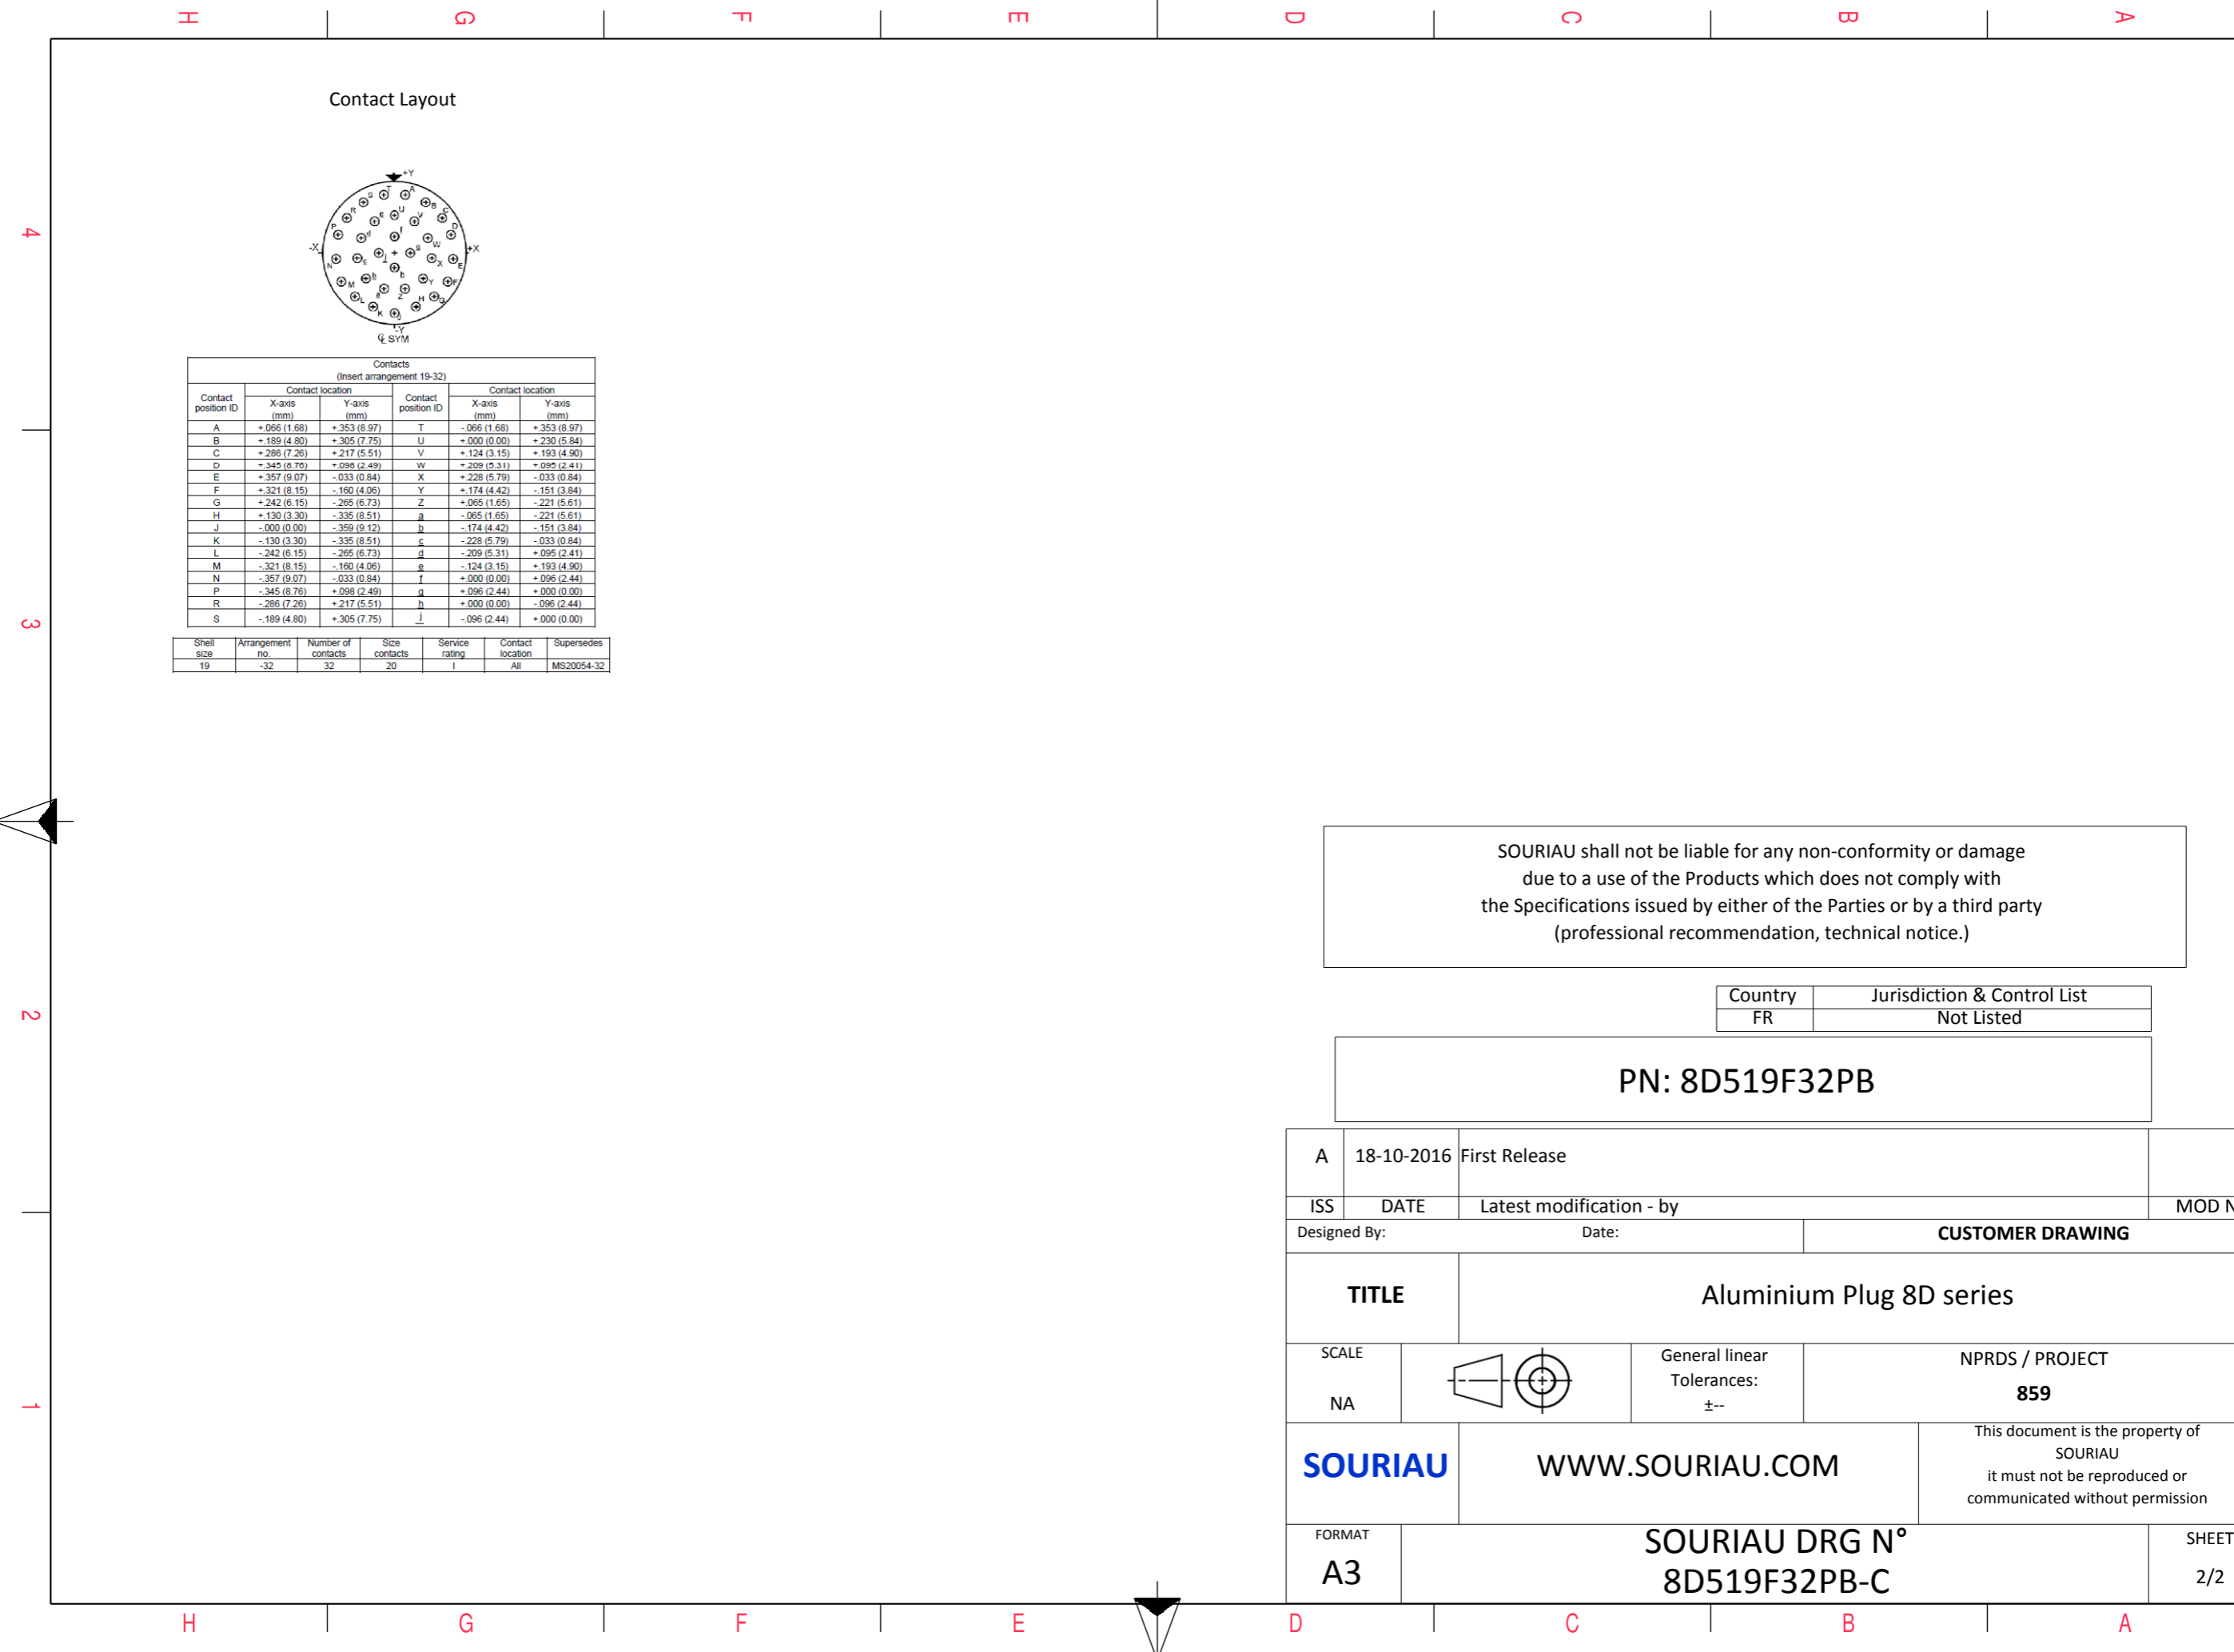 H G F E D C B A
Contact Layout
+Y
T A
S B
R e U V C
P d f D
W
-X +X
j g
N c X E
M b h Y F
L a Z H G
K J
-Y
℄ SYM
Contacts
(Insert arrangement 19-32)
Contact position ID | Contact location | Contact position ID | Contact location
X-axis (mm) | Y-axis (mm) | X-axis (mm) | Y-axis (mm)
A +.066 (1.68) +.353 (8.97) T -.066 (1.68) +.353 (8.97)
B +.189 (4.80) +.305 (7.75) U +.000 (0.00) +.230 (5.84)
C +.286 (7.26) +.217 (5.51) V +.124 (3.15) +.193 (4.90)
D +.345 (8.76) +.098 (2.49) W +.209 (5.31) +.095 (2.41)
E +.357 (9.07) -.033 (0.84) X +.228 (5.79) -.033 (0.84)
F +.321 (8.15) -.160 (4.06) Y +.174 (4.42) -.151 (3.84)
G +.242 (6.15) -.265 (6.73) Z +.065 (1.65) -.221 (5.61)
H +.130 (3.30) -.335 (8.51) a -.065 (1.65) -.221 (5.61)
J -.000 (0.00) -.359 (9.12) b -.174 (4.42) -.151 (3.84)
K -.130 (3.30) -.335 (8.51) c -.228 (5.79) -.033 (0.84)
L -.242 (6.15) -.265 (6.73) d -.209 (5.31) +.095 (2.41)
M -.321 (8.15) -.160 (4.06) e -.124 (3.15) +.193 (4.90)
N -.357 (9.07) -.033 (0.84) f +.000 (0.00) +.096 (2.44)
P -.345 (8.76) +.098 (2.49) g +.096 (2.44) +.000 (0.00)
R -.286 (7.26) +.217 (5.51) h +.000 (0.00) -.096 (2.44)
S -.189 (4.80) +.305 (7.75) j -.096 (2.44) +.000 (0.00)
Shell size | Arrangement no. | Number of contacts | Size contacts | Service rating | Contact location | Supersedes
19 -32 32 20 I All MS20054-32
4
3
2
1
SOURIAU shall not be liable for any non-conformity or damage
due to a use of the Products which does not comply with
the Specifications issued by either of the Parties or by a third party
(professional recommendation, technical notice.)
Country Jurisdiction & Control List
FR Not Listed
PN: 8D519F32PB
A 18-10-2016 First Release
ISS DATE Latest modification - by MOD N
Designed By: Date: CUSTOMER DRAWING
TITLE Aluminium Plug 8D series
SCALE
NA
General linear
Tolerances:
±--
NPRDS / PROJECT
859
SOURIAU
WWW.SOURIAU.COM
This document is the property of
SOURIAU
it must not be reproduced or
communicated without permission
FORMAT
A3
SOURIAU DRG N°
8D519F32PB-C
SHEET
2/2
H G F E D C B A